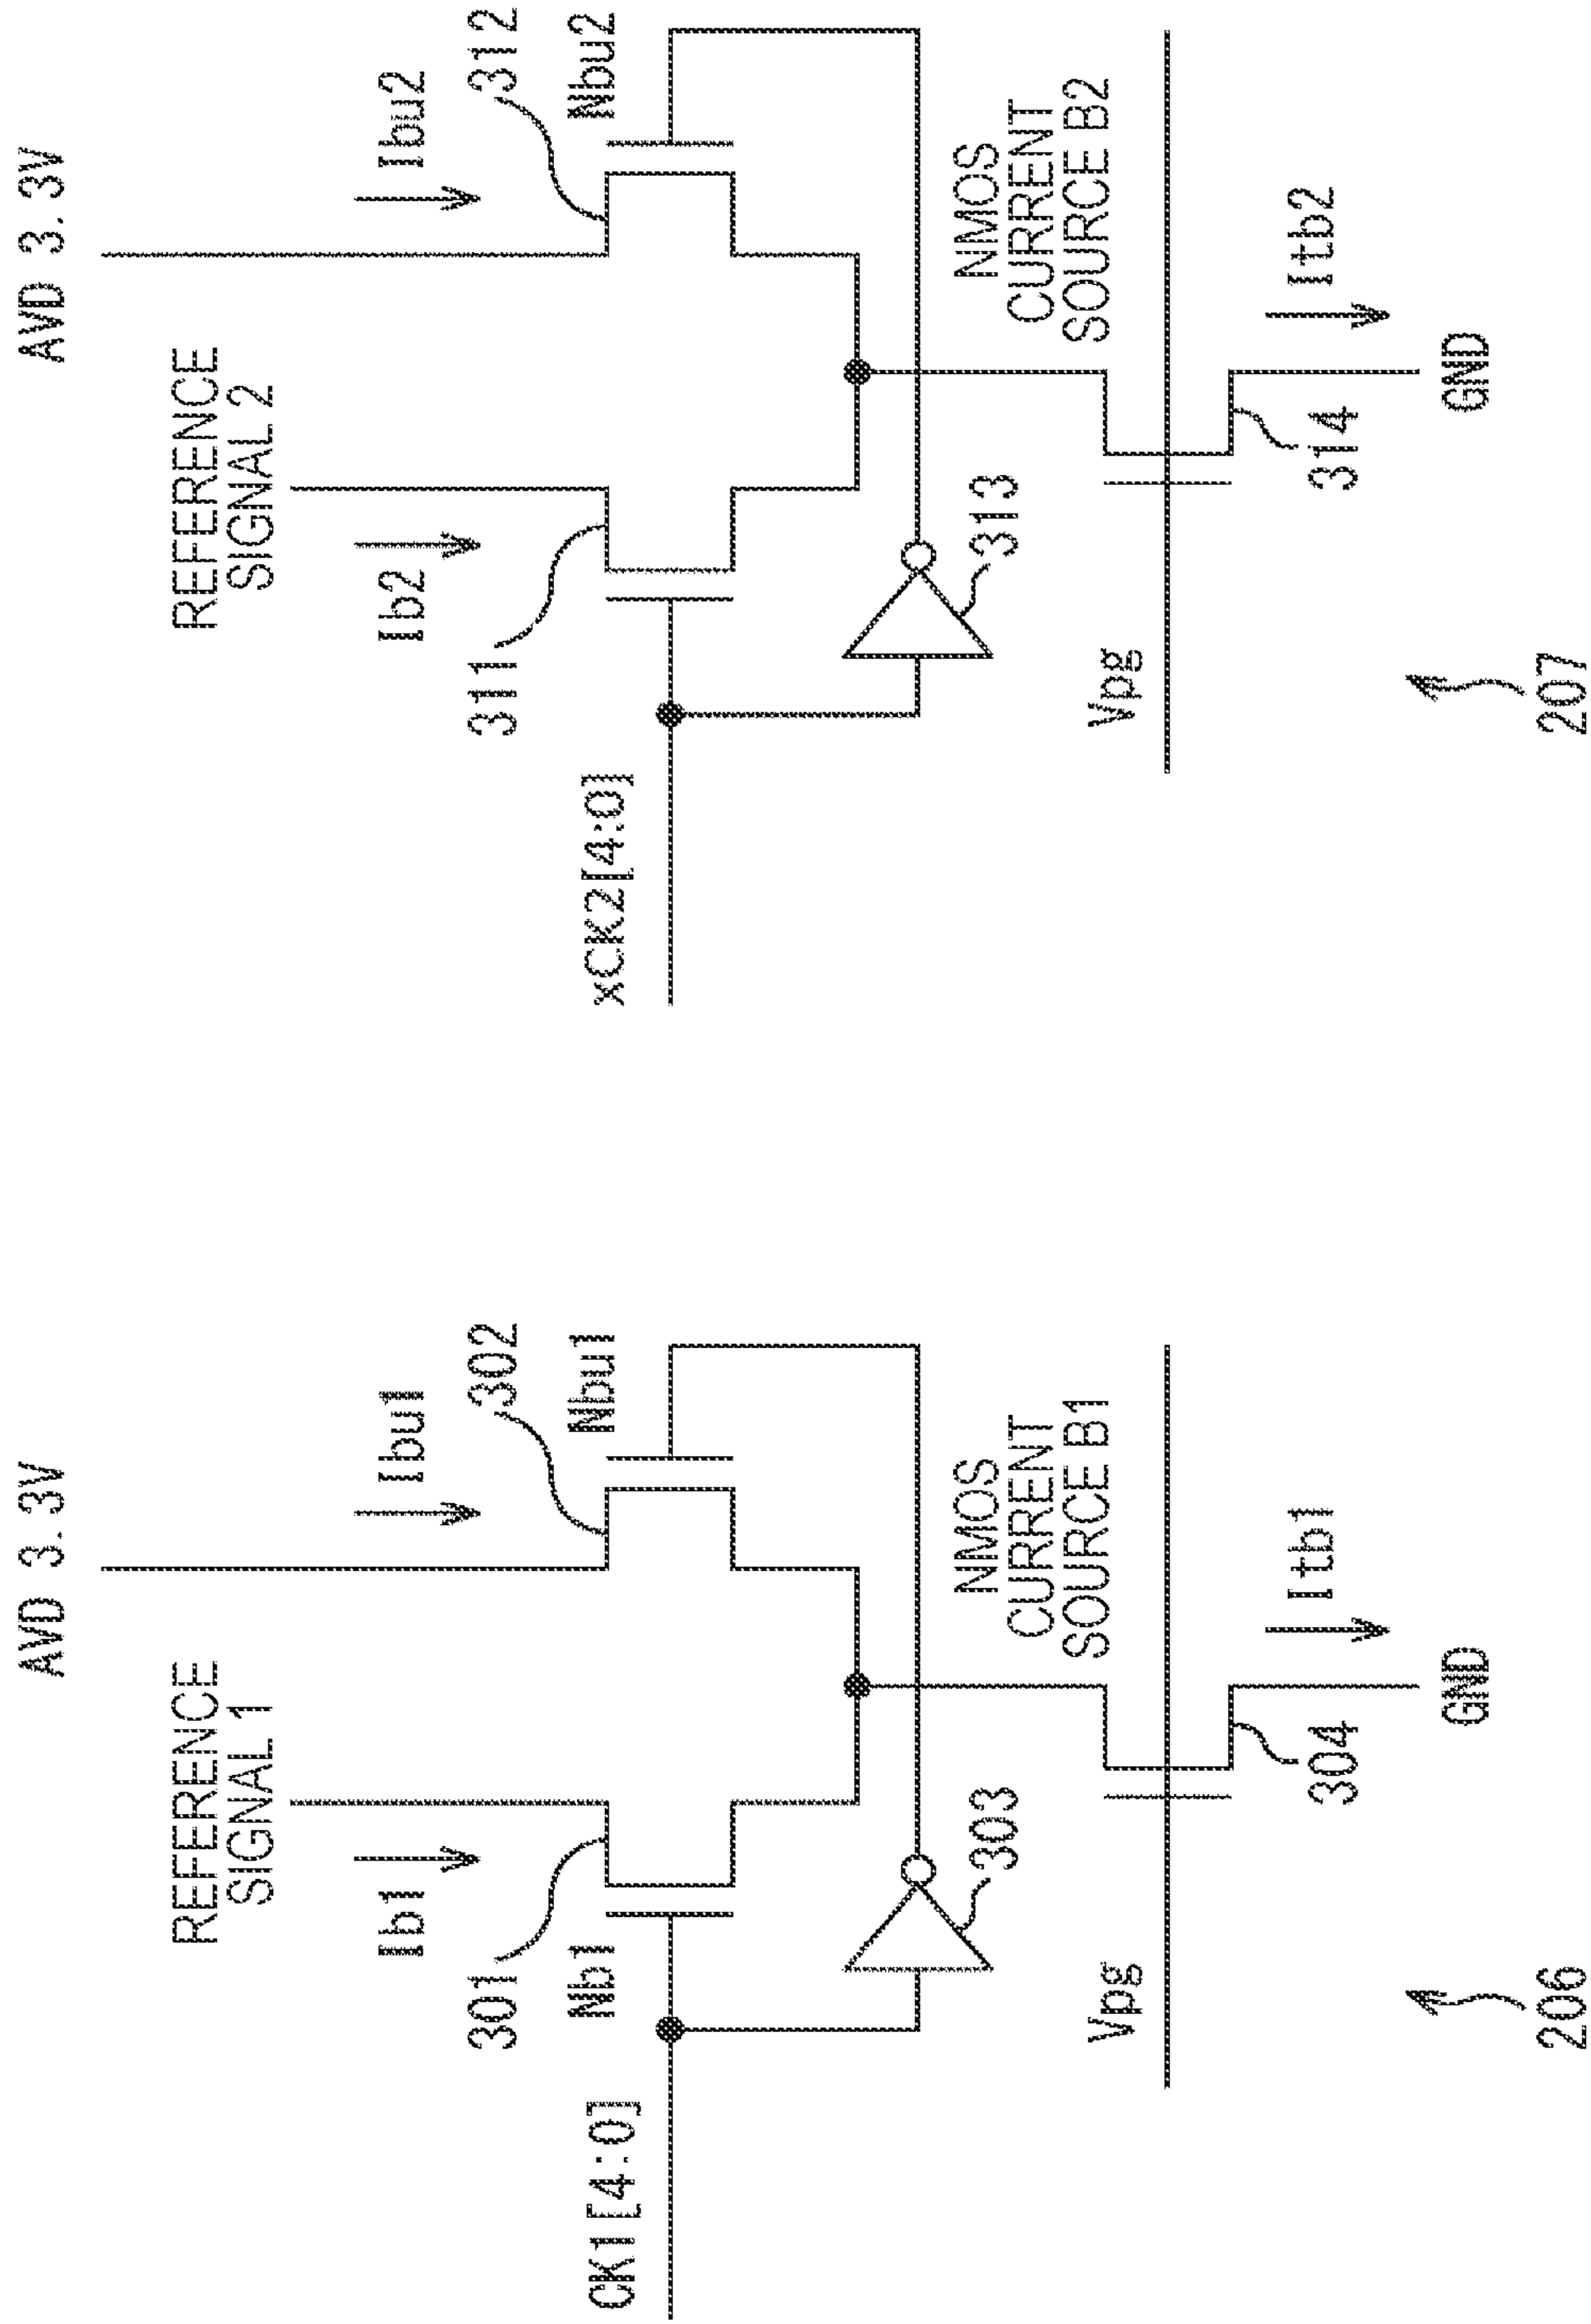 AVD 3.3V
REFERENCE
SIGNAL 1
Ib1
Ibu1
301
302
Nb1
Nbu1
CK1[4:0]
303
NMOS
CURRENT
SOURCE B1
Vpg
304
Itb1
GND
206
AVD 3.3V
REFERENCE
SIGNAL 2
Ib2
Ibu2
311
312
Nbu2
xCK2[4:0]
313
NMOS
CURRENT
SOURCE B2
Vpg
314
Itb2
GND
207